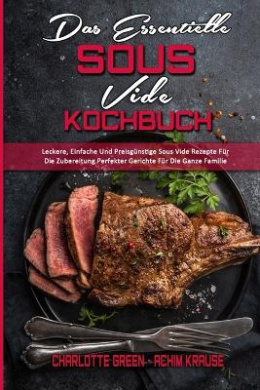 Das Essentielle
SOUS
Vide
KOCHBUCH
Leckere, Einfache Und Preisgünstige Sous Vide Rezepte Für
Die Zubereitung Perfekter Gerichte Für Die Ganze Familie
CHARLOTTE GREEN - ACHIM KRAUSE